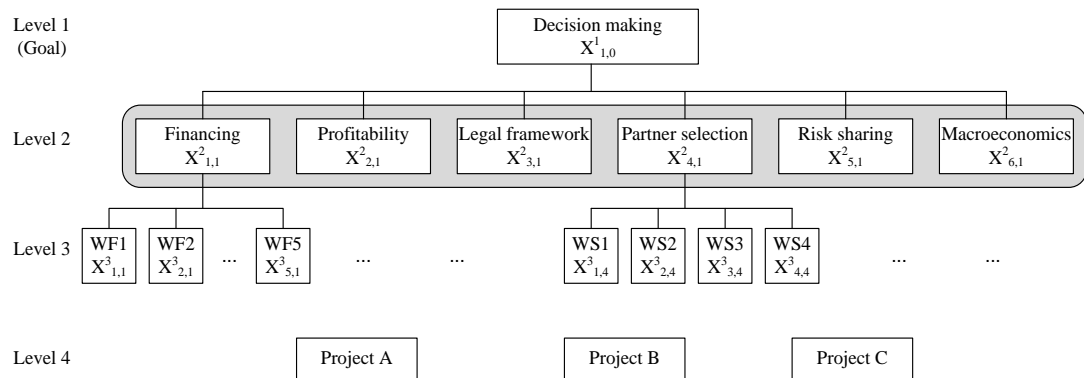 Level 1
(Goal)
Decision making
X¹₁,₀
Level 2
Financing
X²₁,₁
Profitability
X²₂,₁
Legal framework
X²₃,₁
Partner selection
X²₄,₁
Risk sharing
X²₅,₁
Macroeconomics
X²₆,₁
Level 3
WF1
X³₁,₁
WF2
X³₂,₁
...
WF5
X³₅,₁
...
...
WS1
X³₁,₄
WS2
X³₂,₄
WS3
X³₃,₄
WS4
X³₄,₄
...
...
Level 4
Project A
Project B
Project C